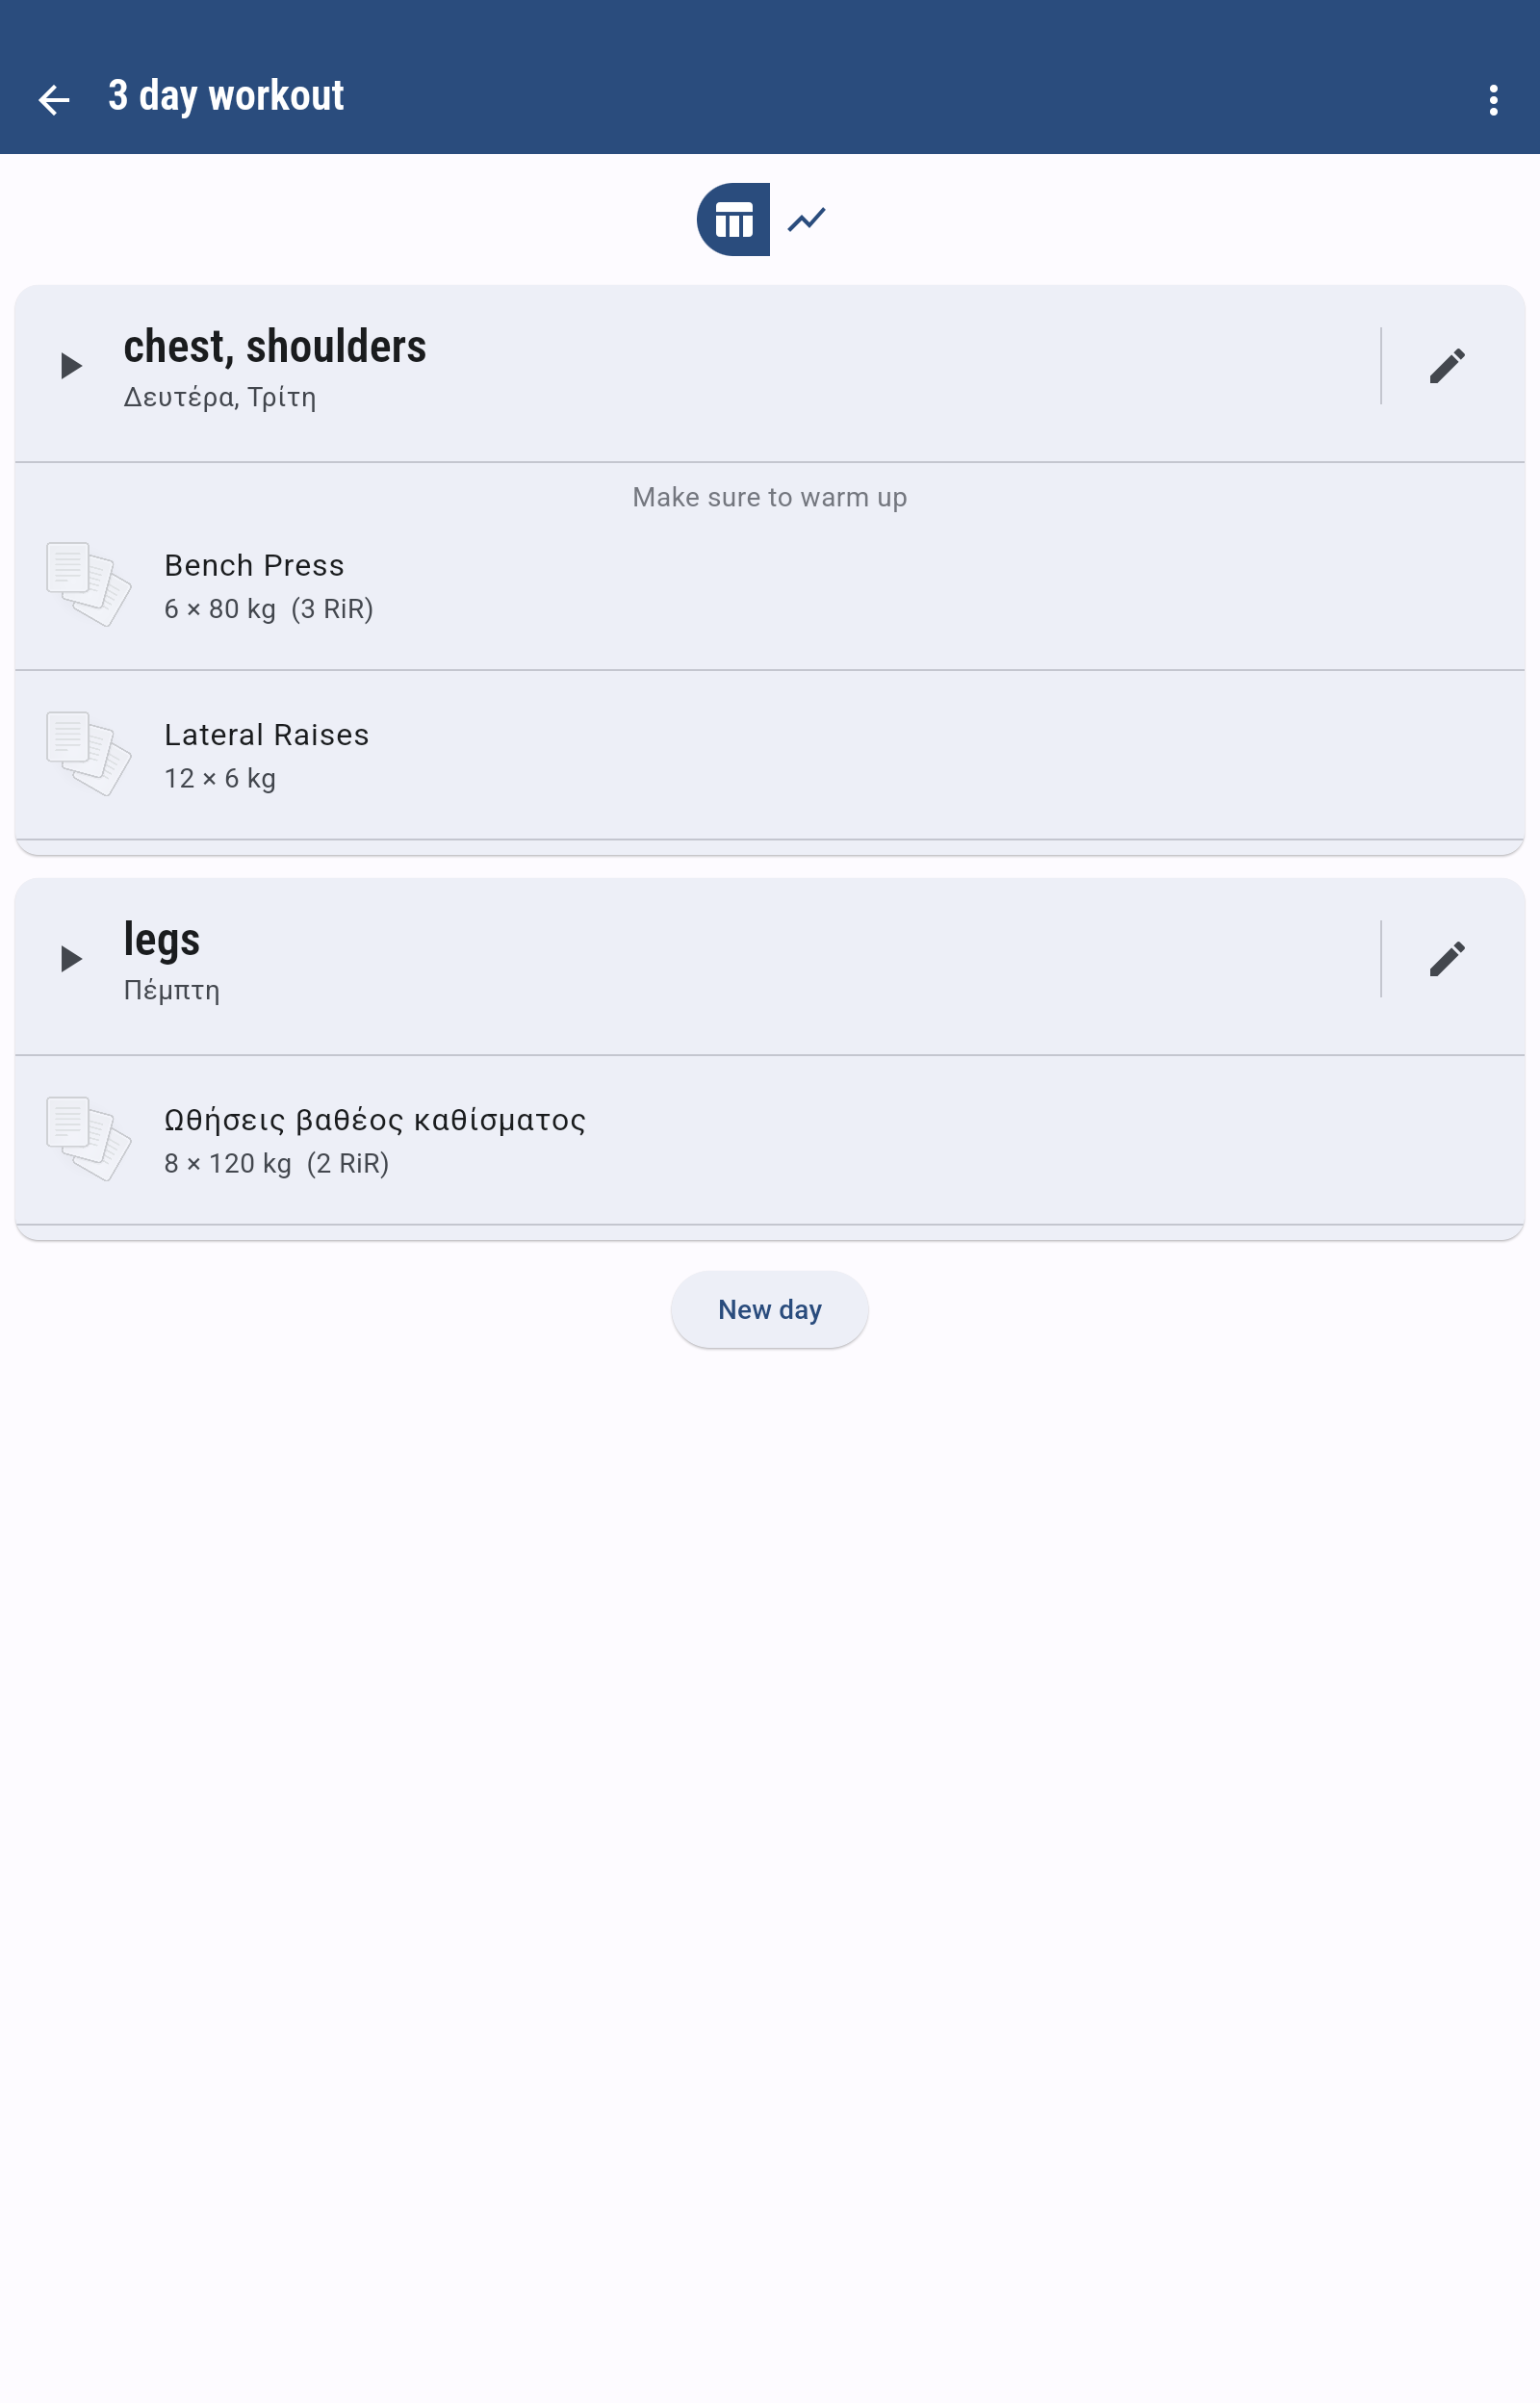 3 day workout
chest, shoulders
Δευτέρα, Τρίτη
Make sure to warm up
Bench Press
6 × 80 kg (3 RiR)
Lateral Raises
12 × 6 kg
legs
Πέμπτη
Ωθήσεις βαθέος καθίσματος
8 × 120 kg (2 RiR)
New day